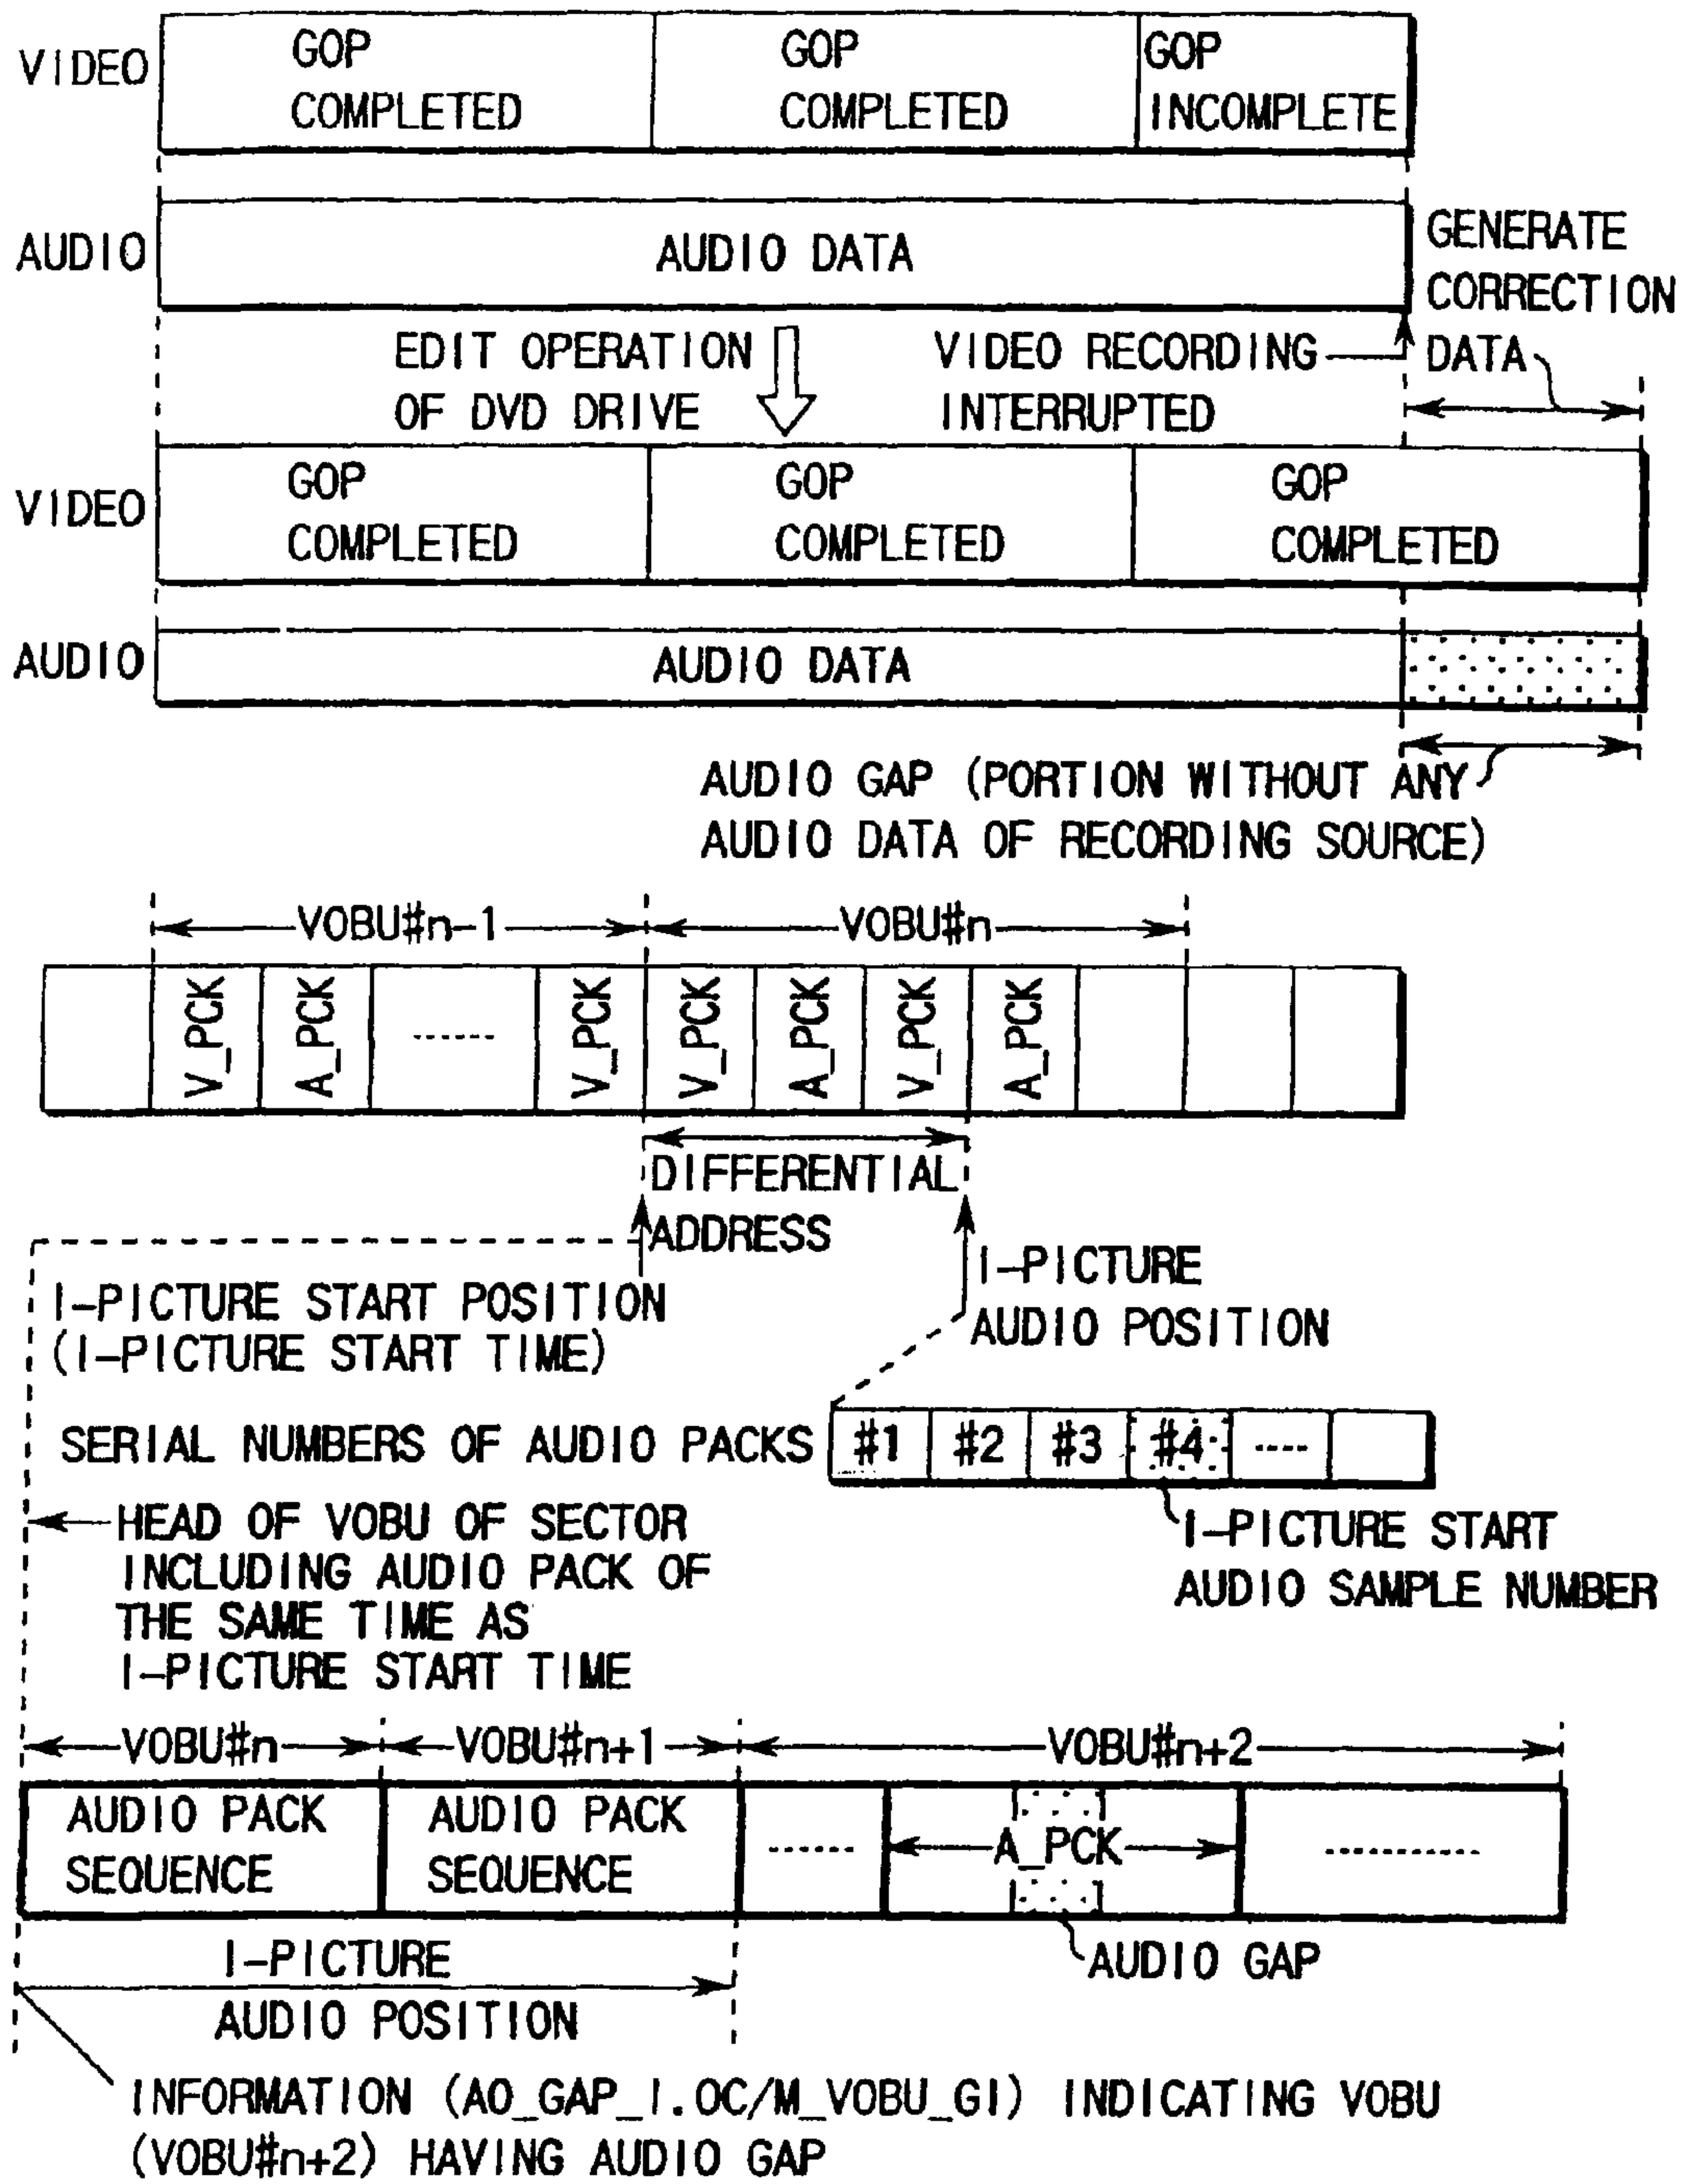 VIDEO
GOP
COMPLETED
GOP
COMPLETED
GOP
INCOMPLETE
AUDIO
AUDIO DATA
GENERATE
CORRECTION
DATA
EDIT OPERATION
OF DVD DRIVE
VIDEO RECORDING
INTERRUPTED
VIDEO
GOP
COMPLETED
GOP
COMPLETED
GOP
COMPLETED
AUDIO
AUDIO DATA
AUDIO GAP (PORTION WITHOUT ANY
AUDIO DATA OF RECORDING SOURCE)
VOBU#n-1
VOBU#n
V_PCK
A_PCK
V_PCK
V_PCK
A_PCK
V_PCK
A_PCK
DIFFERENTIAL
ADDRESS
I-PICTURE START POSITION
(I-PICTURE START TIME)
I-PICTURE
AUDIO POSITION
SERIAL NUMBERS OF AUDIO PACKS
#1 #2 #3 #4
I-PICTURE START
AUDIO SAMPLE NUMBER
HEAD OF VOBU OF SECTOR
INCLUDING AUDIO PACK OF
THE SAME TIME AS
I-PICTURE START TIME
VOBU#n
VOBU#n+1
VOBU#n+2
AUDIO PACK
SEQUENCE
AUDIO PACK
SEQUENCE
A_PCK
AUDIO GAP
I-PICTURE
AUDIO POSITION
INFORMATION (AO_GAP_I.OC/M_VOBU_GI) INDICATING VOBU
(VOBU#n+2) HAVING AUDIO GAP